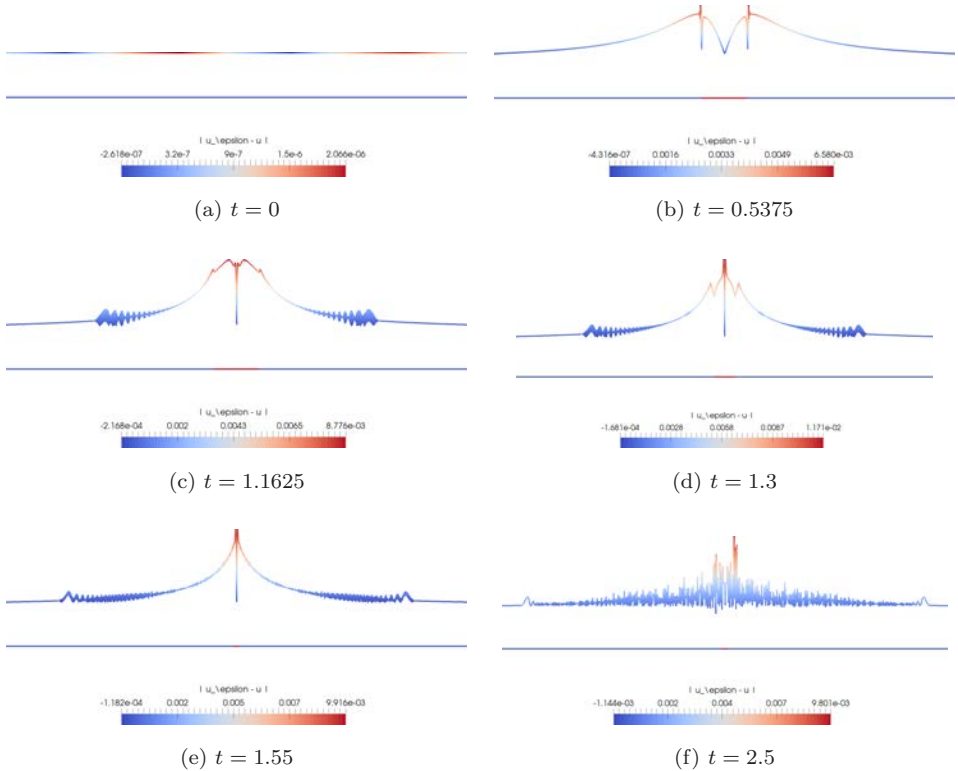 | u_\epsilon - u |
-2.618e-07 3.2e-7 9e-7 1.5e-6 2.066e-06
(a) t = 0
| u_\epsilon - u |
-4.316e-07 0.0016 0.0033 0.0049 6.580e-03
(b) t = 0.5375
| u_\epsilon - u |
-2.168e-04 0.002 0.0043 0.0065 8.776e-03
(c) t = 1.1625
| u_\epsilon - u |
-1.681e-04 0.0028 0.0058 0.0087 1.171e-02
(d) t = 1.3
| u_\epsilon - u |
-1.182e-04 0.002 0.005 0.007 9.916e-03
(e) t = 1.55
| u_\epsilon - u |
-1.144e-03 0.002 0.004 0.007 9.801e-03
(f) t = 2.5